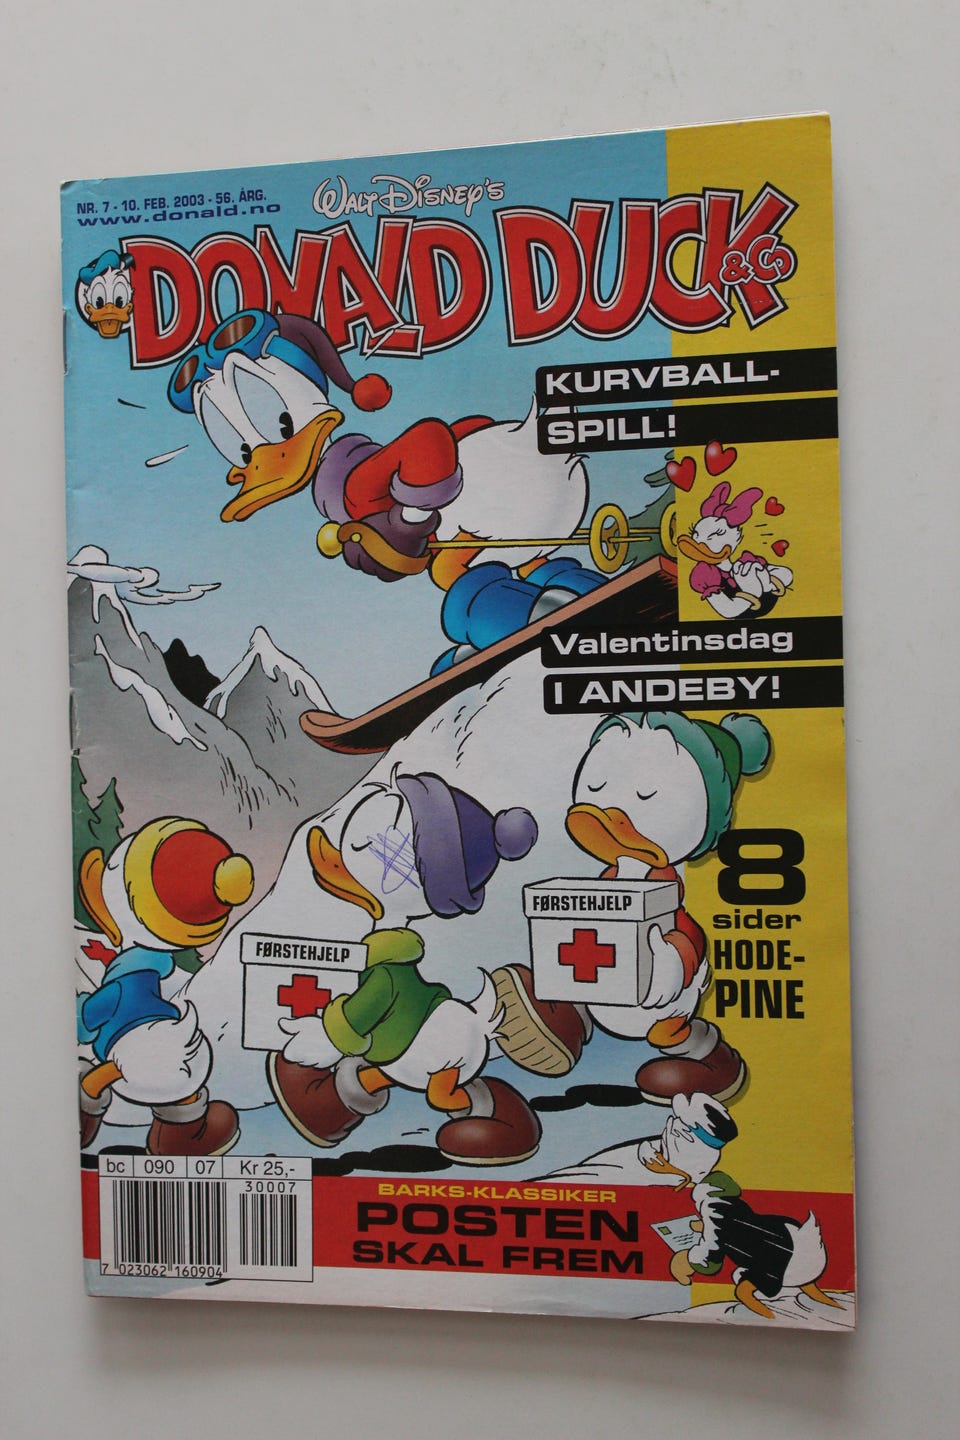 NR. 7 - 10. FEB. 2003 - 56. ÅRG.
www.donald.no
WALT DISNEY'S
DONALD DUCK & Co
KURVBALL-
SPILL!
Valentinsdag
I ANDEBY!
8
sider
HODE-
PINE
FØRSTEHJELP
FØRSTEHJELP
bc 090 07 Kr 25,-
30007
7 023062 160904
BARKS-KLASSIKER
POSTEN
SKAL FREM